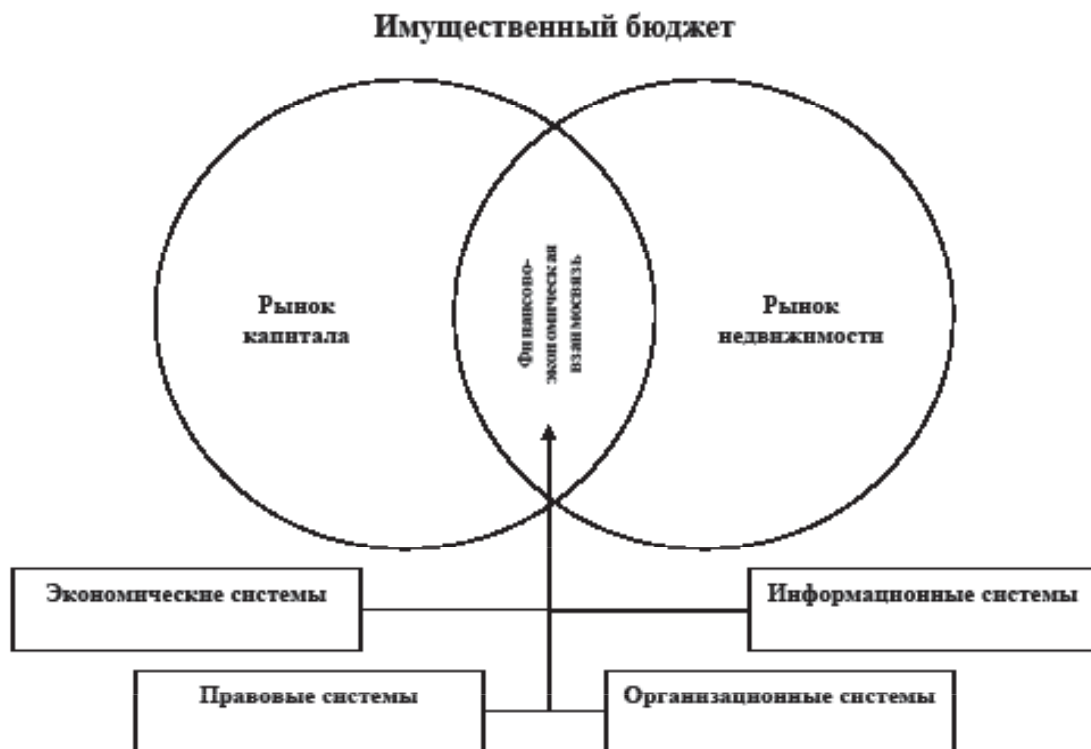 Имущественный бюджет
Рынок
капитала
Финансово-
экономическая
взаимосвязь
Рынок
недвижимости
Экономические системы
Информационные системы
Правовые системы
Организационные системы